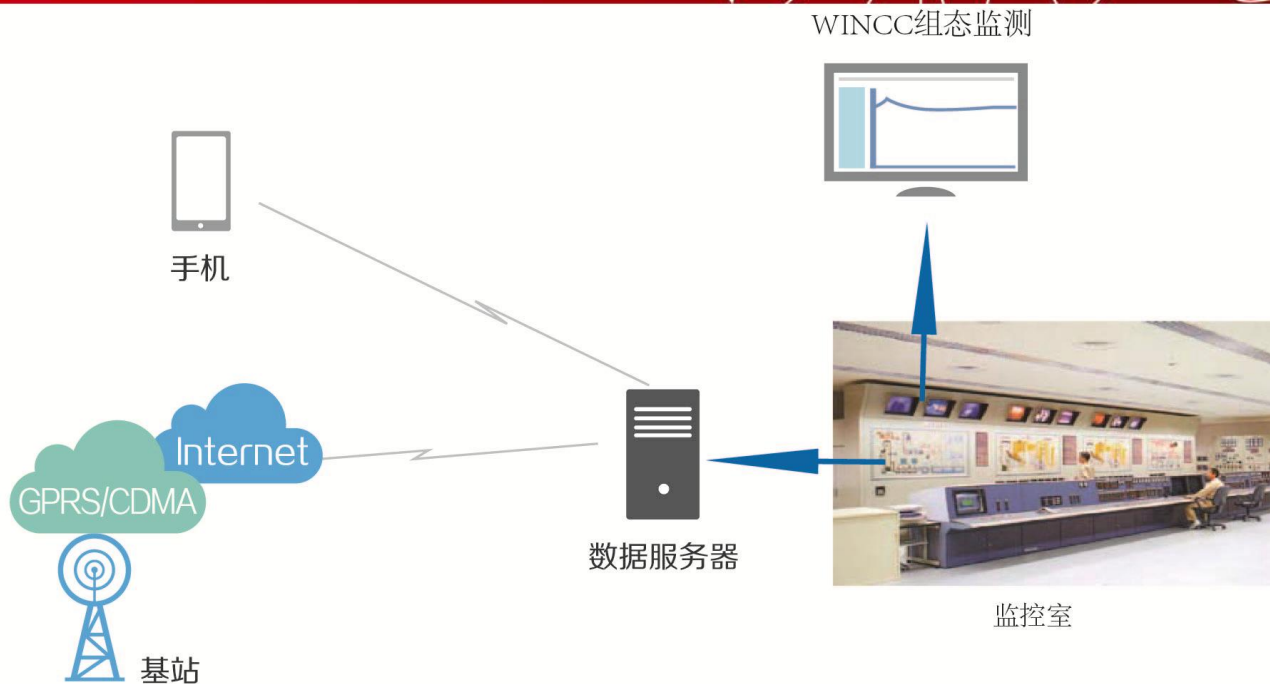 WINCC组态监测
手机
Internet
GPRS/CDMA
数据服务器
监控室
基站